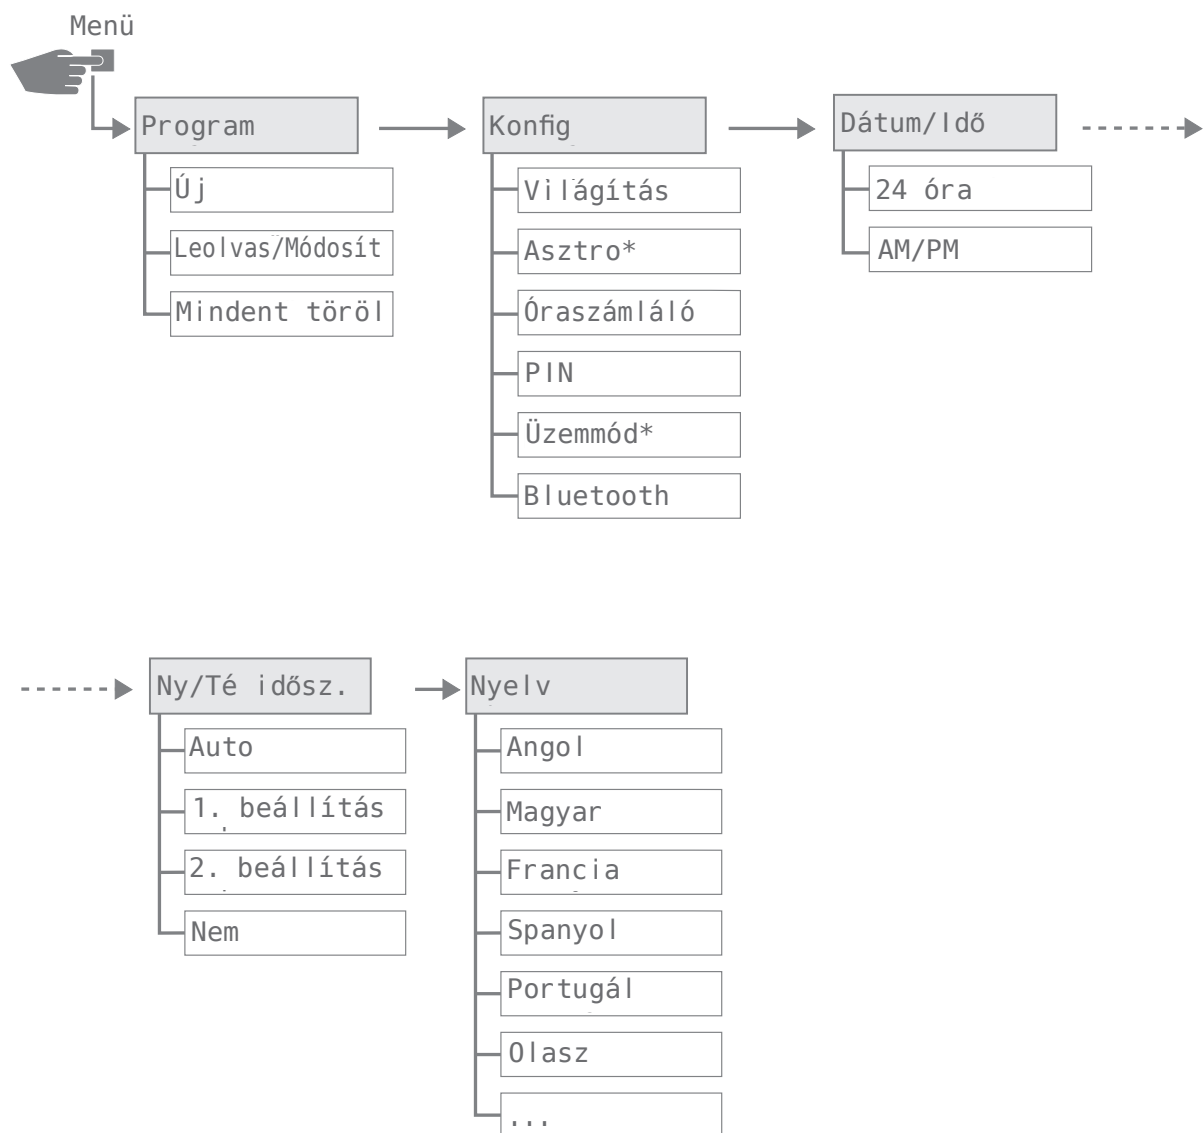 Menü
Program
Új
Leolvas/Módosít
Mindent töröl
Konfig
Világítás
Asztro*
Óraszámláló
PIN
Üzemmód*
Bluetooth
Dátum/Idő
24 óra
AM/PM
Ny/Té idősz.
Auto
1. beállítás
2. beállítás
Nem
Nyelv
Angol
Magyar
Francia
Spanyol
Portugál
Olasz
...